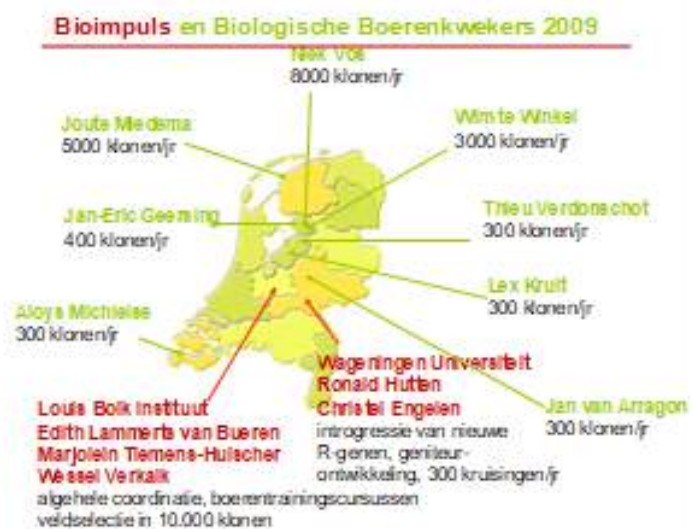 Bioimpuls en Biologische Boerenkwekers 2009
Niek Vos
8000 klonen/jr
Joute Miedema
5000 klonen/jr
Wim te Winkel
3000 klonen/jr
Jan-Eric Geersing
400 klonen/jr
Thieu Verdonschot
300 klonen/jr
Lex Kruit
300 klonen/jr
Aloys Michielse
300 klonen/jr
Jan van Arragon
300 klonen/jr
Wageningen Universiteit
Ronald Hutten
Christel Engelen
introgressie van nieuwe
R-genen, geniteur-
ontwikkeling, 300 kruisingen/jr
Louis Bolk Instituut
Edith Lammerts van Bueren
Marjolein Tiemens-Hulscher
Wessel Verkaik
algehele coordinatie, boerentrainingscursussen
veldselectie in 10.000 klonen